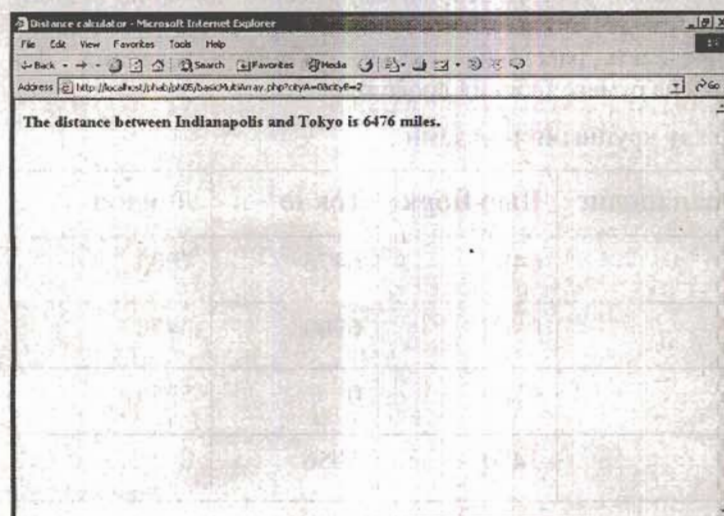 Distance calculator - Microsoft Internet Explorer
File Edit View Favorites Tools Help
Back Search Favorites Media
Address http://localhost/phab/ph05/basicMultiArray.php?cityA=0&cityB=2 Go
The distance between Indianapolis and Tokyo is 6476 miles.